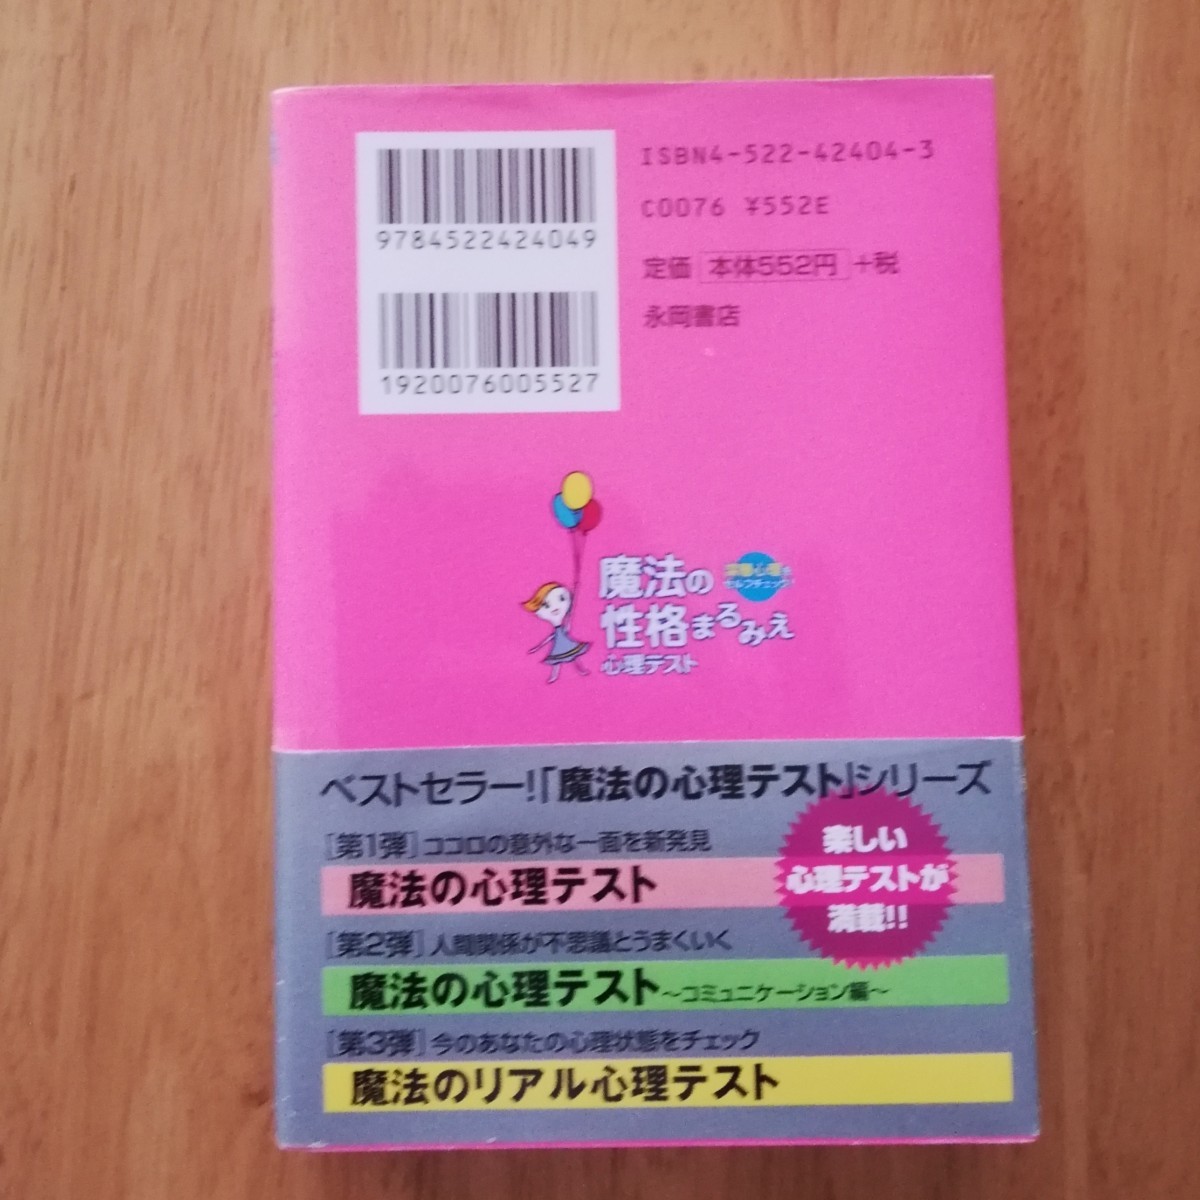 ISBN4-522-42404-3
9784522424049
C0076 ¥552E
定価 本体552円 +税
永岡書店
1920076005527
魔法の
性格まるみえ
心理テスト
セルフチェック!
ベストセラー!「魔法の心理テスト」シリーズ
[第1弾] ココロの意外な一面を新発見
魔法の心理テスト
楽しい
心理テストが
満載!!
[第2弾] 人間関係が不思議とうまくいく
魔法の心理テスト~コミュニケーション編~
[第3弾] 今のあなたの心理状態をチェック
魔法のリアル心理テスト